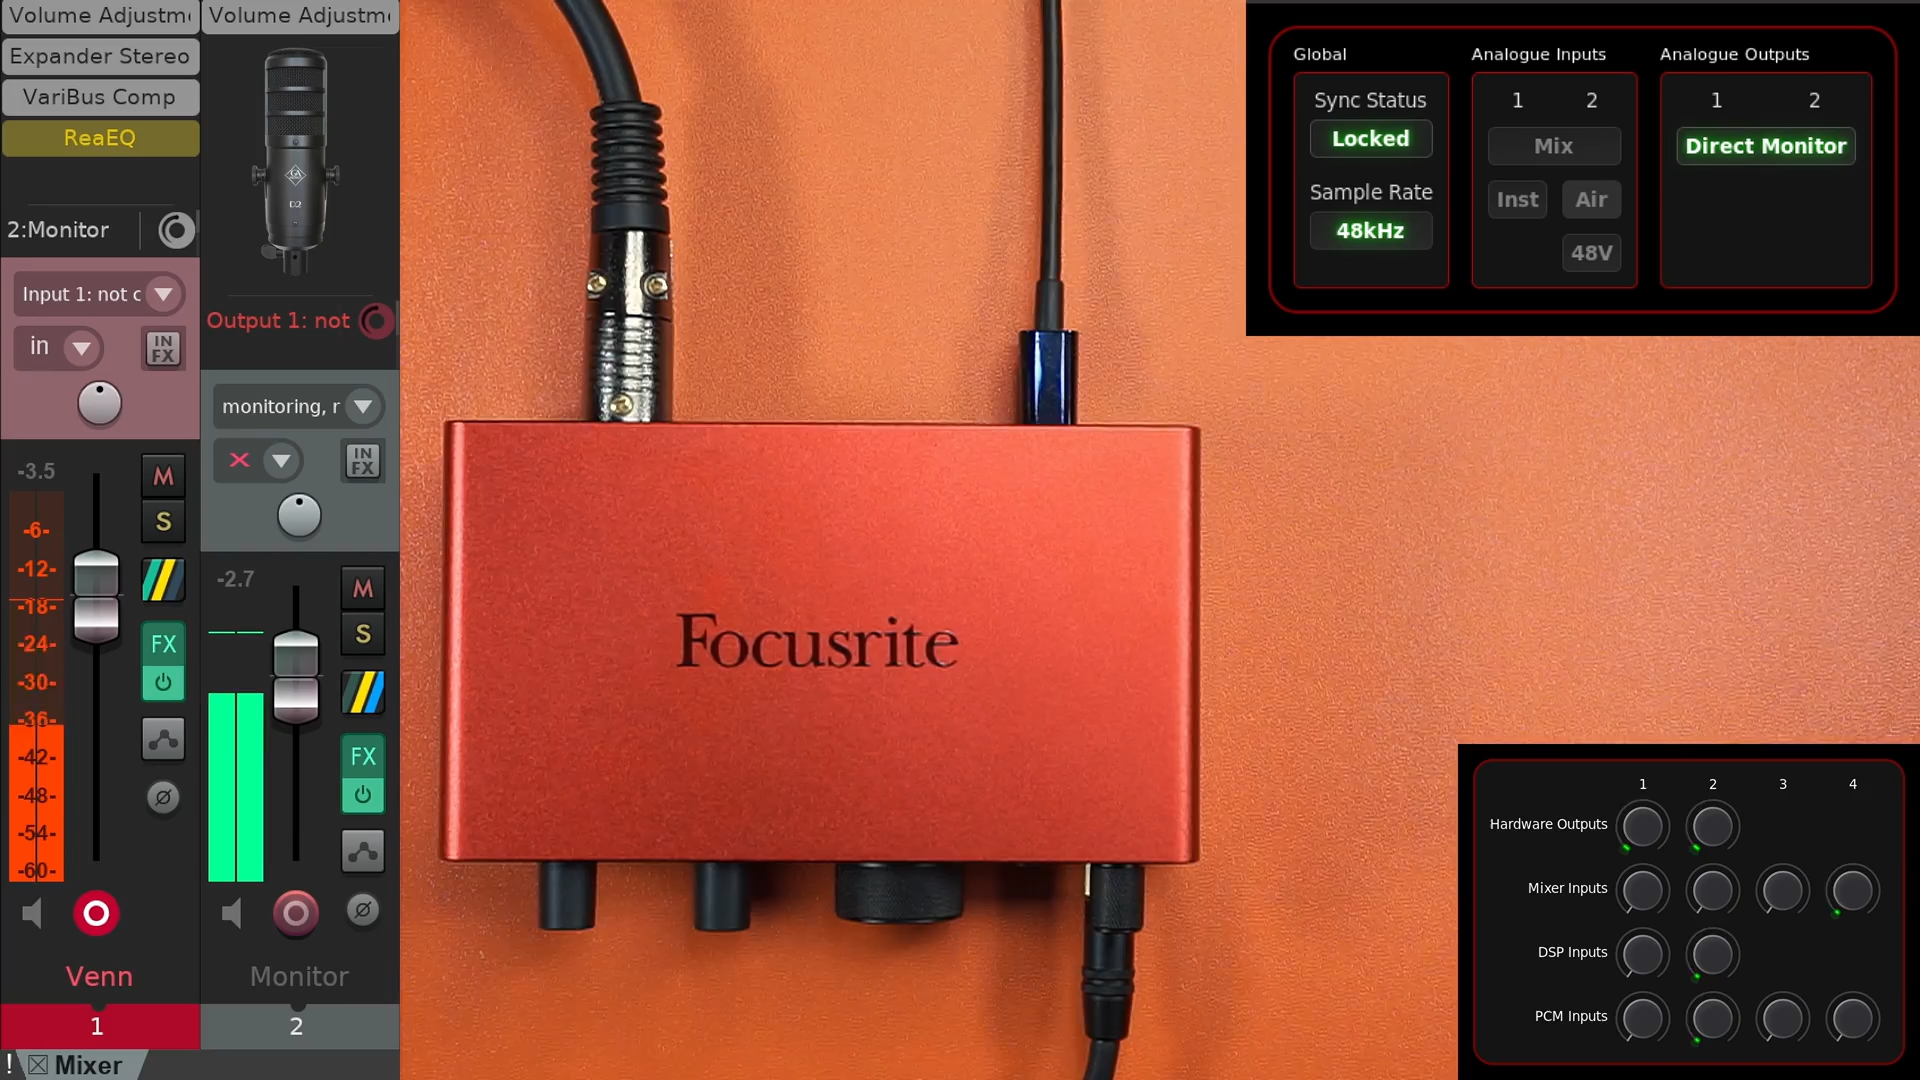 Volume Adjustm
Expander Stereo
VariBus Comp
ReaEQ
2:Monitor
Input 1: not c
in
IN
FX
-3.5
M
S
-6-
-12-
-18-
-24-
-30-
-36-
-42-
-48-
-54-
-60-
FX
Venn
1
! Mixer
Volume Adjustm
D2
Output 1: not
monitoring, r
IN
FX
-2.7
M
S
FX
Monitor
2
Focusrite
Global
Sync Status
Locked
Sample Rate
48kHz
Analogue Inputs
1 2
Mix
Inst Air
48V
Analogue Outputs
1 2
Direct Monitor
1 2 3 4
Hardware Outputs
Mixer Inputs
DSP Inputs
PCM Inputs